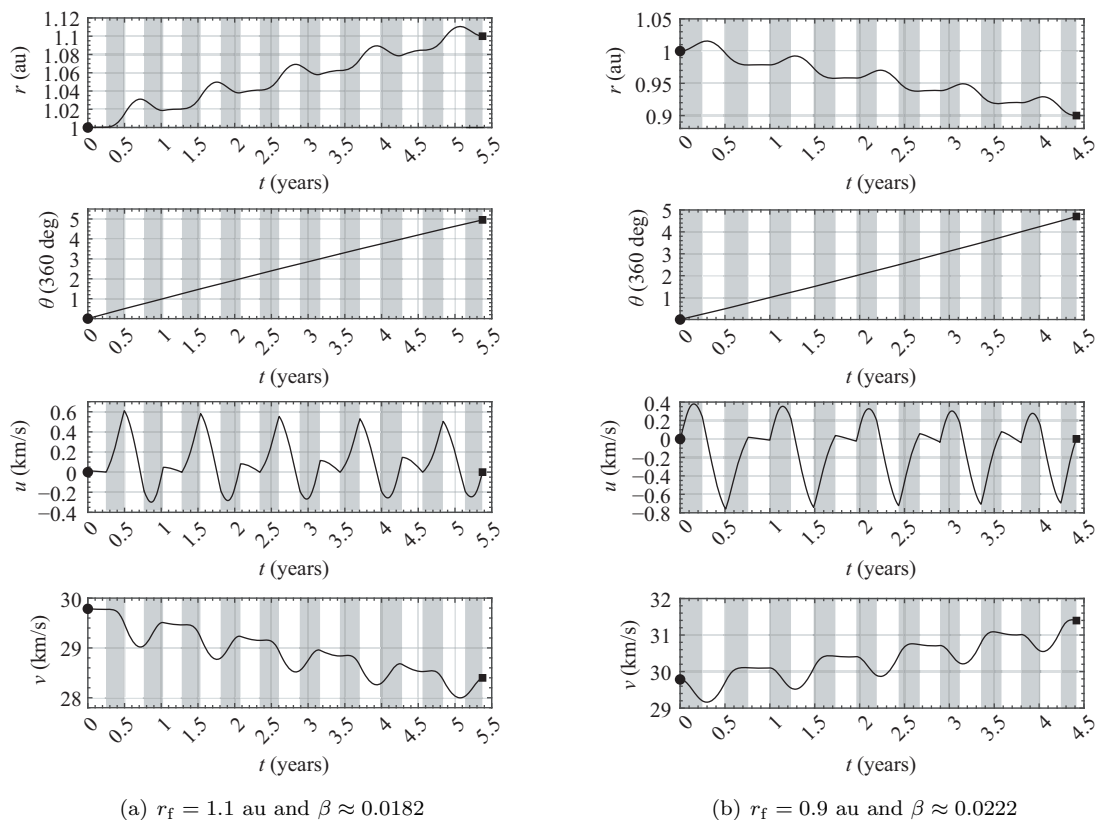 1.12
1.1
1.08
1.06
1.04
1.02
1
r (au)
0 0.5 1 1.5 2 2.5 3 3.5 4 4.5 5 5.5
t (years)
5
4
3
2
1
θ (360 deg)
0 0.5 1 1.5 2 2.5 3 3.5 4 4.5 5 5.5
t (years)
0.6
0.4
0.2
0
−0.2
−0.4
u (km/s)
0 0.5 1 1.5 2 2.5 3 3.5 4 4.5 5 5.5
t (years)
30
29
28
v (km/s)
0 0.5 1 1.5 2 2.5 3 3.5 4 4.5 5 5.5
t (years)
(a) r_f = 1.1 au and β ≈ 0.0182
1.05
1
0.95
0.9
r (au)
0 0.5 1 1.5 2 2.5 3 3.5 4 4.5
t (years)
5
4
3
2
1
θ (360 deg)
0 0.5 1 1.5 2 2.5 3 3.5 4 4.5
t (years)
0.4
0.2
0
−0.2
−0.4
−0.6
−0.8
u (km/s)
0 0.5 1 1.5 2 2.5 3 3.5 4 4.5
t (years)
32
31
30
29
v (km/s)
0 0.5 1 1.5 2 2.5 3 3.5 4 4.5
t (years)
(b) r_f = 0.9 au and β ≈ 0.0222